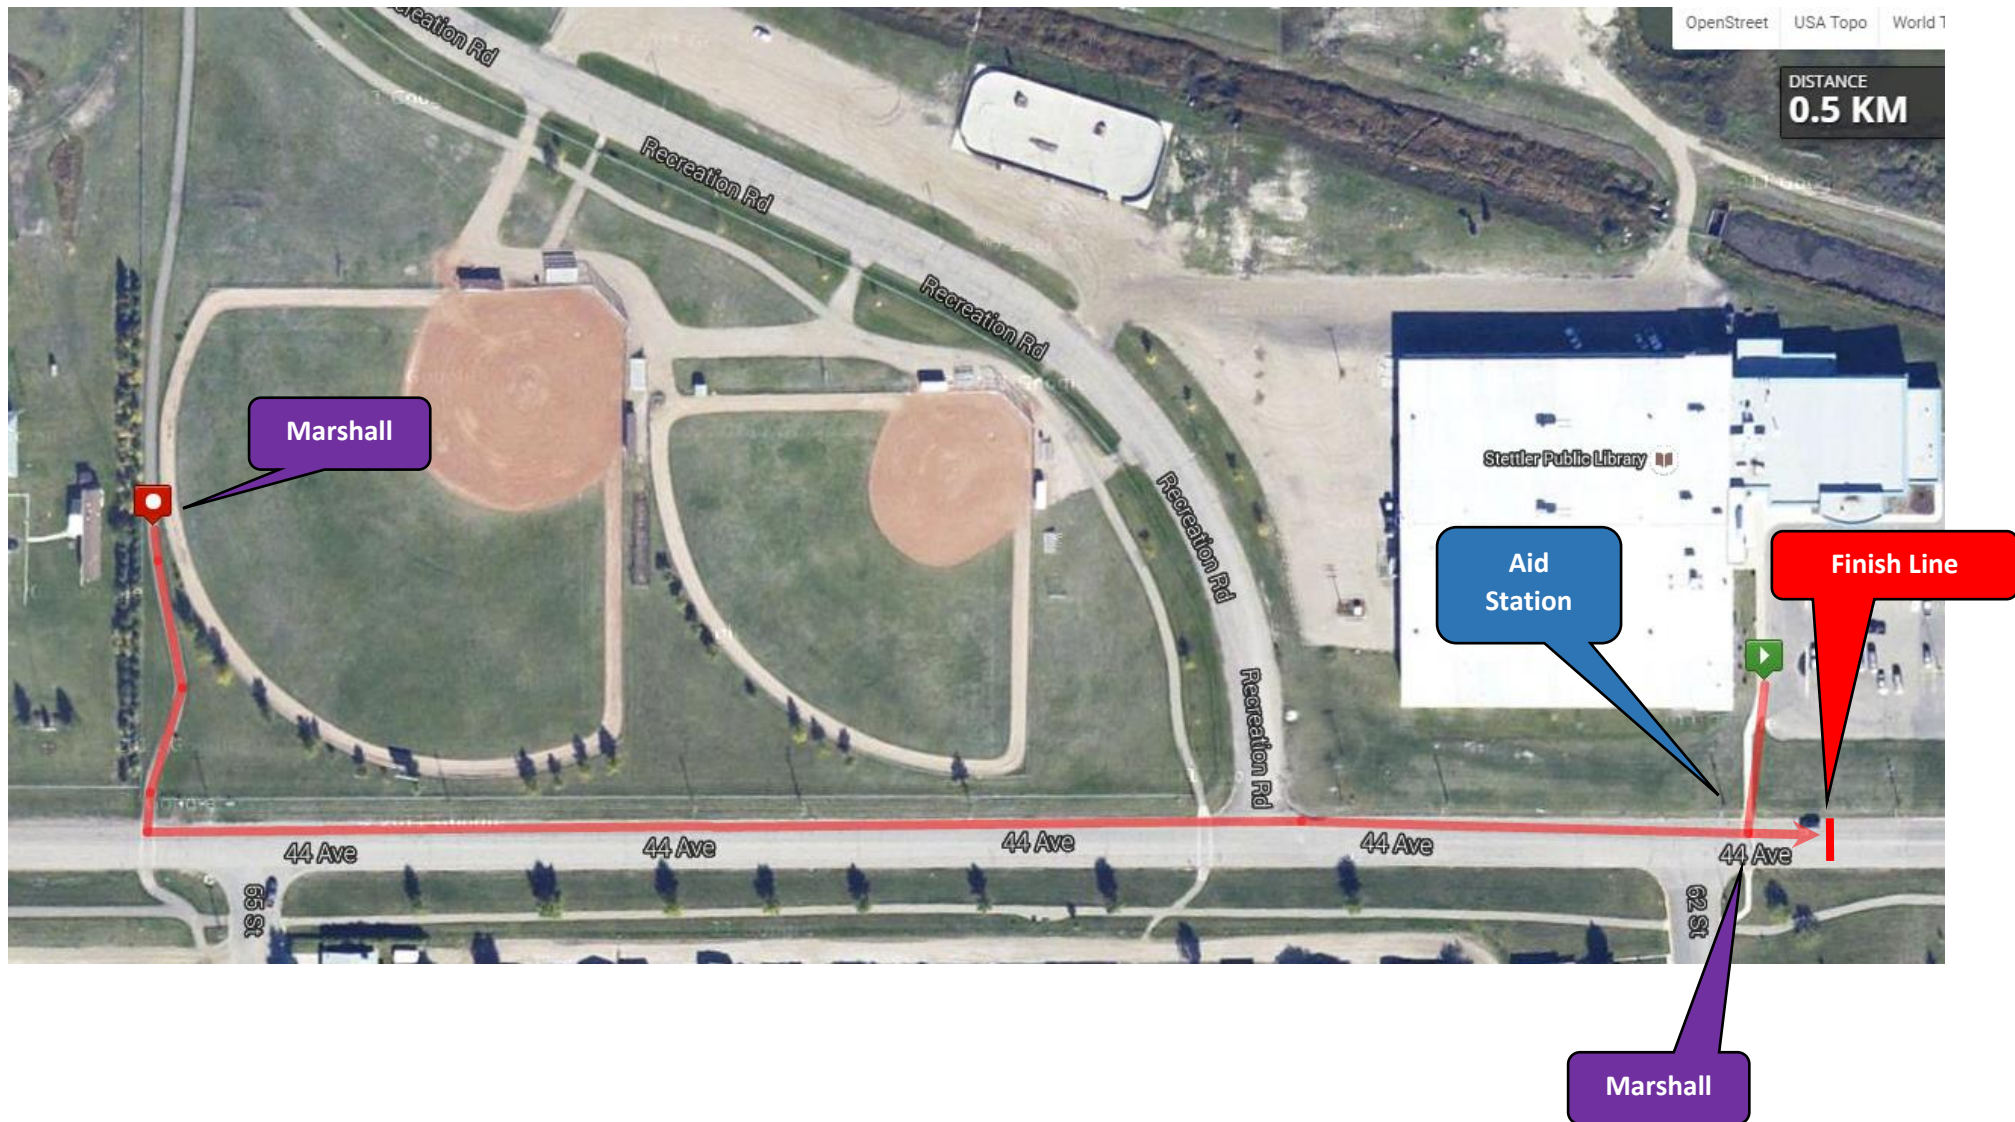 OpenStreet USA Topo World T
DISTANCE
0.5 KM
Recreation Rd
Recreation Rd
Recreation Rd
Marshall
Stettler Public Library
Recreation Rd
Aid
Station
Finish Line
Recreation Rd
44 Ave
44 Ave
44 Ave
44 Ave
44 Ave
65 St
62 St
Marshall